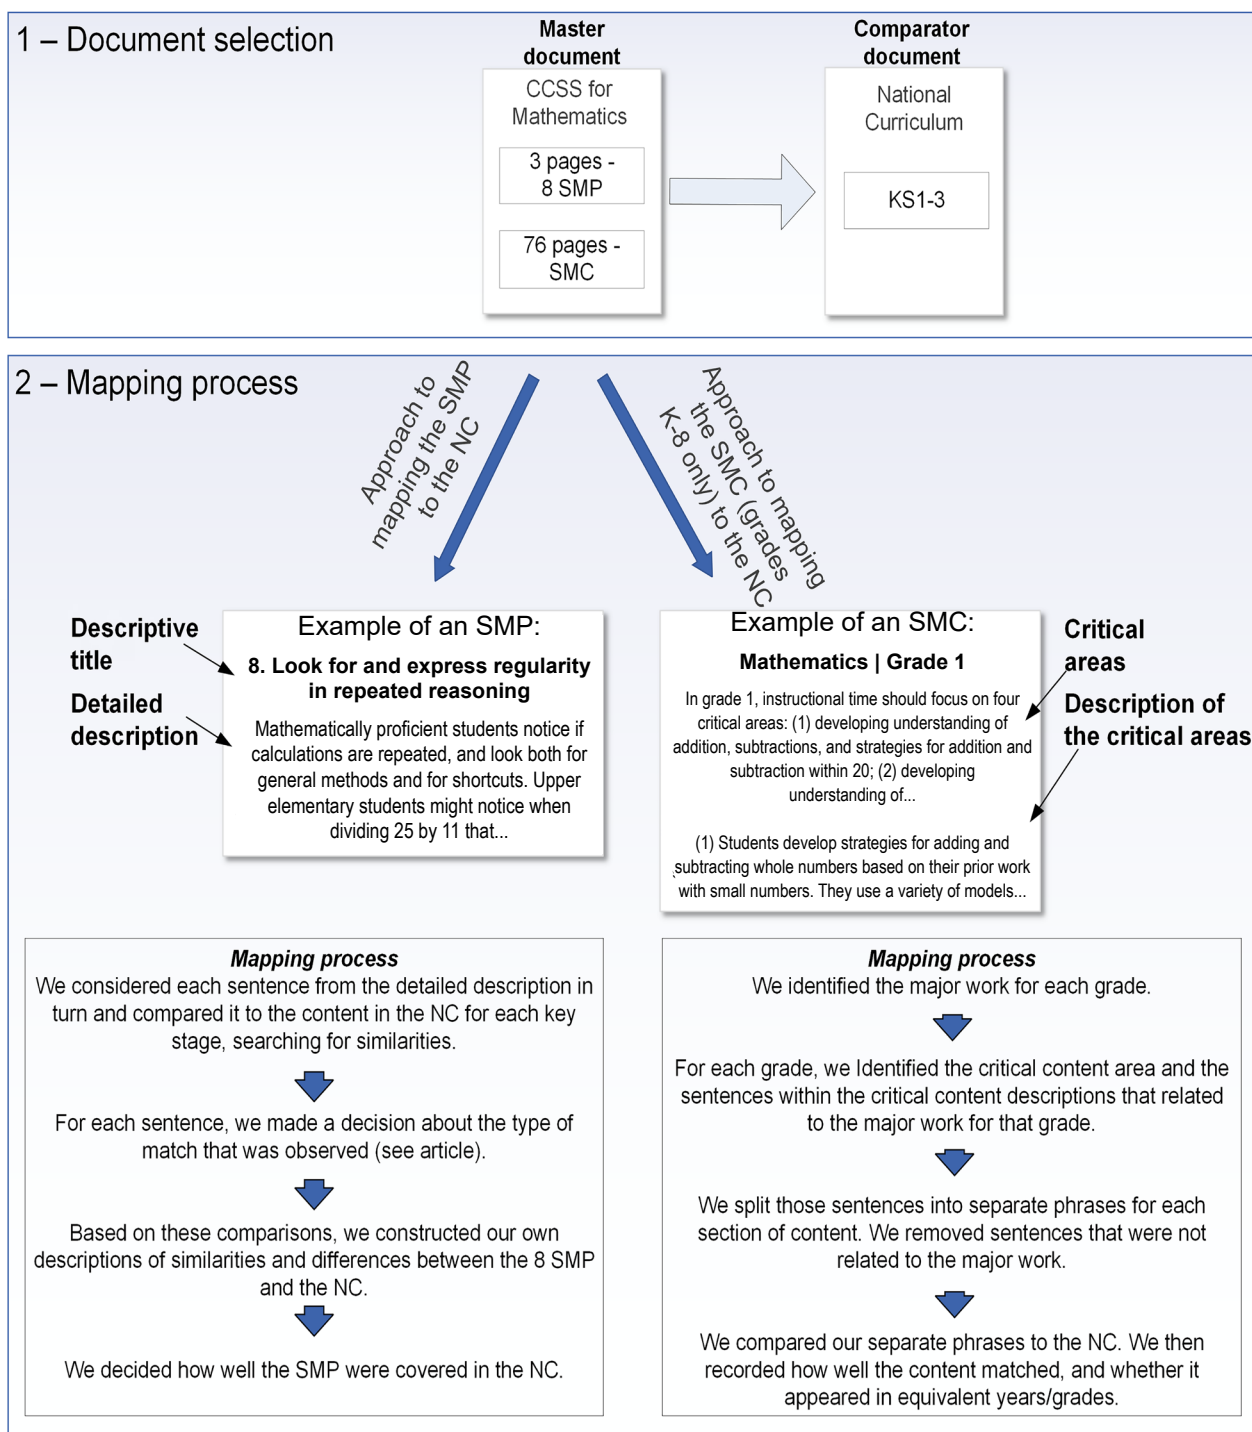 1 – Document selection
Master
document
CCSS for
Mathematics
3 pages -
8 SMP
76 pages -
SMC
Comparator
document
National
Curriculum
KS1-3
2 – Mapping process
Approach to
mapping the SMP
to the NC
Approach to mapping
the SMC (grades
K-8 only) to the NC
Descriptive
title
Detailed
description
Example of an SMP:
8. Look for and express regularity
in repeated reasoning
Mathematically proficient students notice if
calculations are repeated, and look both for
general methods and for shortcuts. Upper
elementary students might notice when
dividing 25 by 11 that...
Example of an SMC:
Mathematics | Grade 1
In grade 1, instructional time should focus on four
critical areas: (1) developing understanding of
addition, subtractions, and strategies for addition and
subtraction within 20; (2) developing
understanding of...
(1) Students develop strategies for adding and
subtracting whole numbers based on their prior work
with small numbers. They use a variety of models...
Critical
areas
Description of
the critical areas
Mapping process
We considered each sentence from the detailed description in
turn and compared it to the content in the NC for each key
stage, searching for similarities.
For each sentence, we made a decision about the type of
match that was observed (see article).
Based on these comparisons, we constructed our own
descriptions of similarities and differences between the 8 SMP
and the NC.
We decided how well the SMP were covered in the NC.
Mapping process
We identified the major work for each grade.
For each grade, we Identified the critical content area and the
sentences within the critical content descriptions that related
to the major work for that grade.
We split those sentences into separate phrases for each
section of content. We removed sentences that were not
related to the major work.
We compared our separate phrases to the NC. We then
recorded how well the content matched, and whether it
appeared in equivalent years/grades.